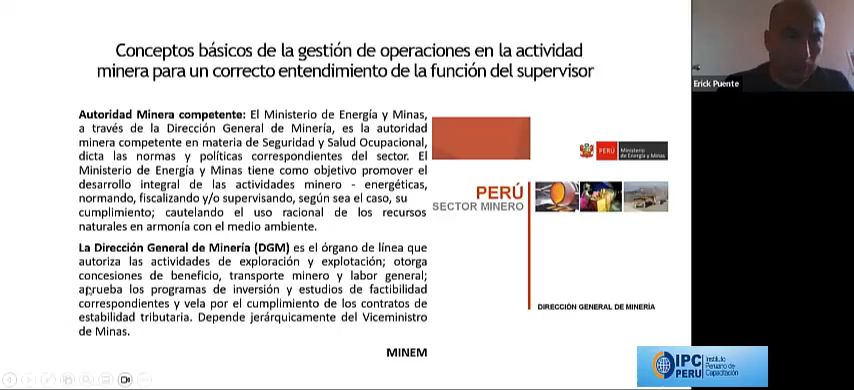 Conceptos básicos de la gestión de operaciones en la actividad
minera para un correcto entendimiento de la función del supervisor
Erick Puente
Autoridad Minera competente: El Ministerio de Energía y Minas,
a través de la Dirección General de Minería, es la autoridad
minera competente en materia de Seguridad y Salud Ocupacional,
dicta las normas y políticas correspondientes del sector. El
Ministerio de Energía y Minas tiene como objetivo promover el
desarrollo integral de las actividades minero - energéticas,
normando, fiscalizando y/o supervisando, según sea el caso, su
cumplimiento; cautelando el uso racional de los recursos
naturales en armonía con el medio ambiente.
La Dirección General de Minería (DGM) es el órgano de línea que
autoriza las actividades de exploración y explotación; otorga
concesiones de beneficio, transporte minero y labor general;
aprueba los programas de inversión y estudios de factibilidad
correspondientes y vela por el cumplimiento de los contratos de
estabilidad tributaria. Depende jerárquicamente del Viceministro
de Minas.
MINEM
PERÚ
Ministerio
de Energía y Minas
PERÚ
SECTOR MINERO
DIRECCIÓN GENERAL DE MINERÍA
IPC
PERÚ
Instituto
Peruano de
Capacitación